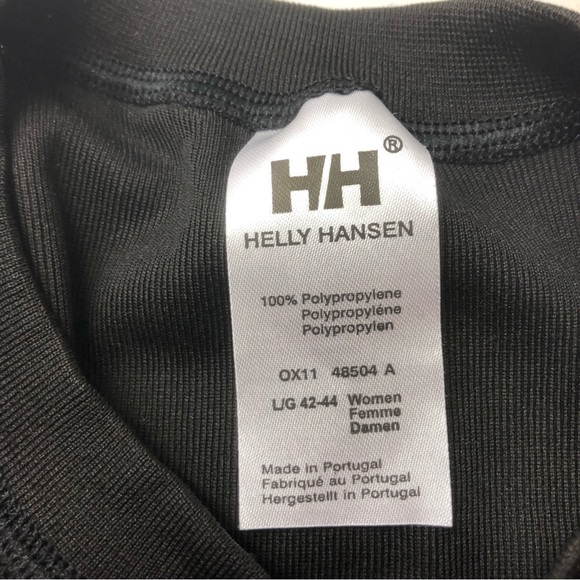 HH®
HELLY HANSEN
100% Polypropylene
Polypropyléne
Polypropylen
OX11 48504 A
L/G 42-44 Women
Femme
Damen
Made in Portugal
Fabriqué au Portugal
Hergestellt in Portugal